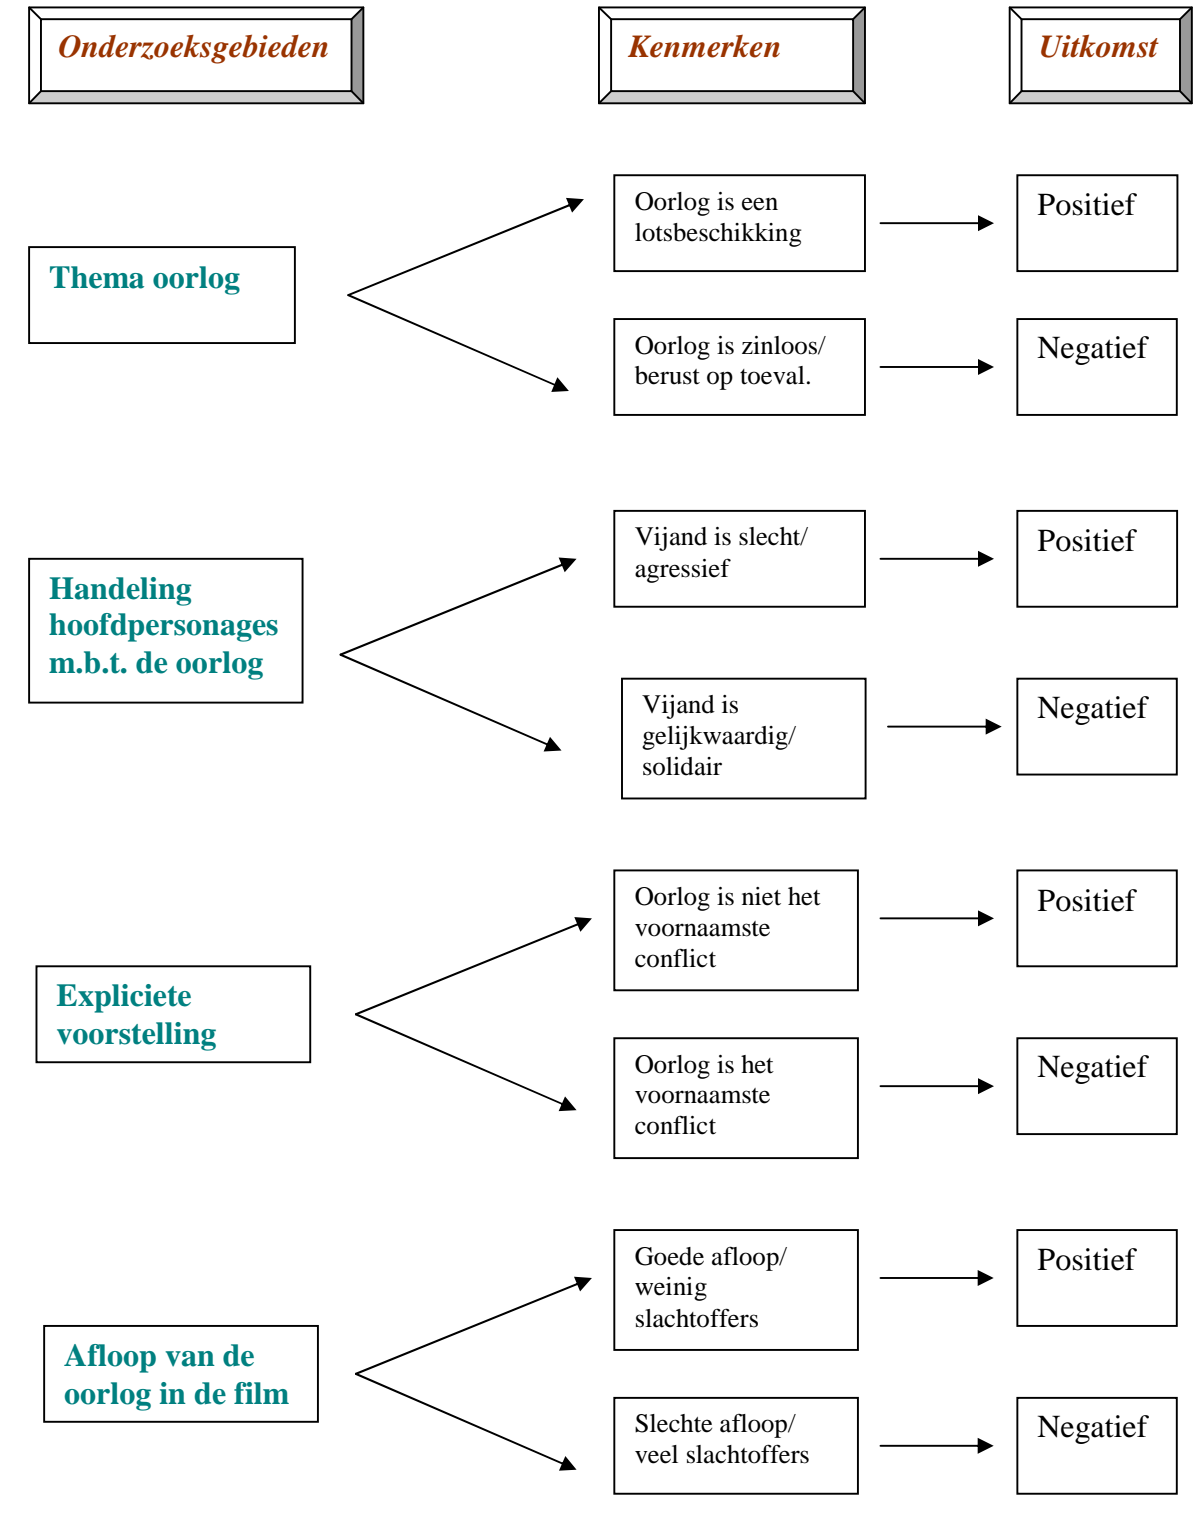 Onderzoeksgebieden
Kenmerken
Uitkomst
Thema oorlog
Oorlog is een
lotsbeschikking
Positief
Oorlog is zinloos/
berust op toeval.
Negatief
Handeling
hoofdpersonages
m.b.t. de oorlog
Vijand is slecht/
agressief
Positief
Vijand is
gelijkwaardig/
solidair
Negatief
Expliciete
voorstelling
Oorlog is niet het
voornaamste
conflict
Positief
Oorlog is het
voornaamste
conflict
Negatief
Afloop van de
oorlog in de film
Goede afloop/
weinig
slachtoffers
Positief
Slechte afloop/
veel slachtoffers
Negatief